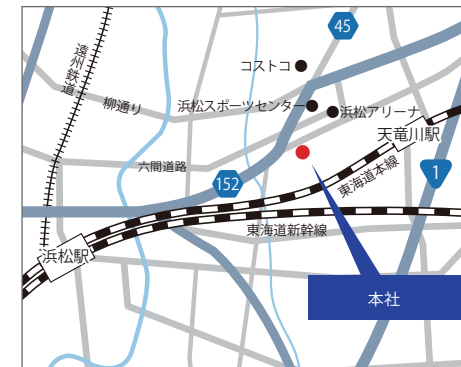 45
コストコ
遠州鉄道
柳通り
浜松スポーツセンター
浜松アリーナ
天竜川駅
六間道路
152
東海道本線
1
東海道新幹線
浜松駅
本社